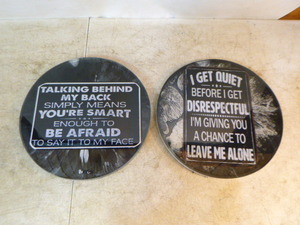 TALKING BEHIND
MY BACK
SIMPLY MEANS
YOU'RE SMART
ENOUGH TO
BE AFRAID
TO SAY IT TO MY FACE
I GET QUIET
BEFORE I GET
DISRESPECTFUL
I'M GIVING YOU
A CHANCE TO
LEAVE ME ALONE